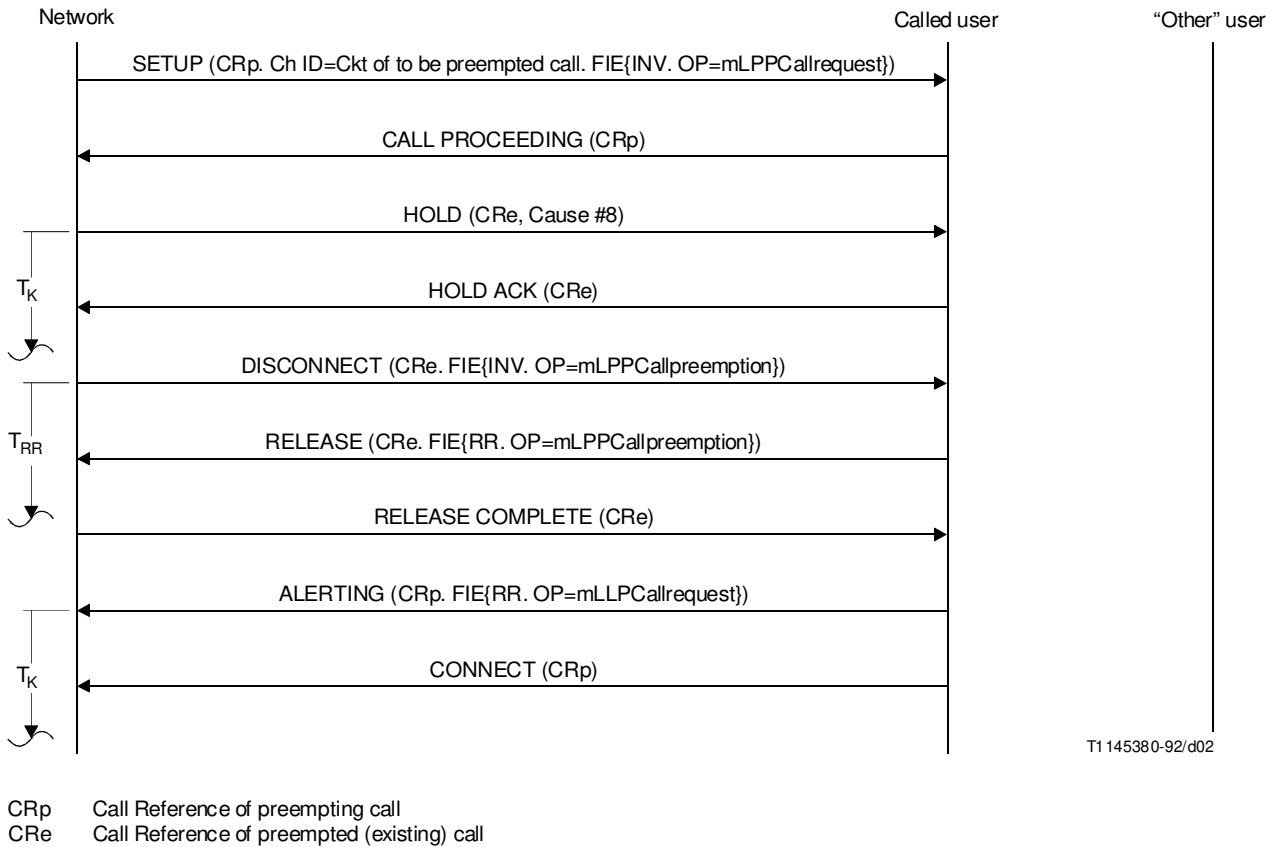 Network Called user “Other” user
SETUP (CRp. Ch ID=Ckt of to be preempted call. FIE{INV. OP=mLPPCallrequest})
CALL PROCEEDING (CRp)
HOLD (CRe, Cause #8)
TK
HOLD ACK (CRe)
DISCONNECT (CRe. FIE{INV. OP=mLPPCallpreemption})
TRR
RELEASE (CRe. FIE{RR. OP=mLPPCallpreemption})
RELEASE COMPLETE (CRe)
ALERTING (CRp. FIE{RR. OP=mLLPCallrequest})
TK
CONNECT (CRp)
T1145380-92/d02
CRp Call Reference of preempting call
CRe Call Reference of preempted (existing) call